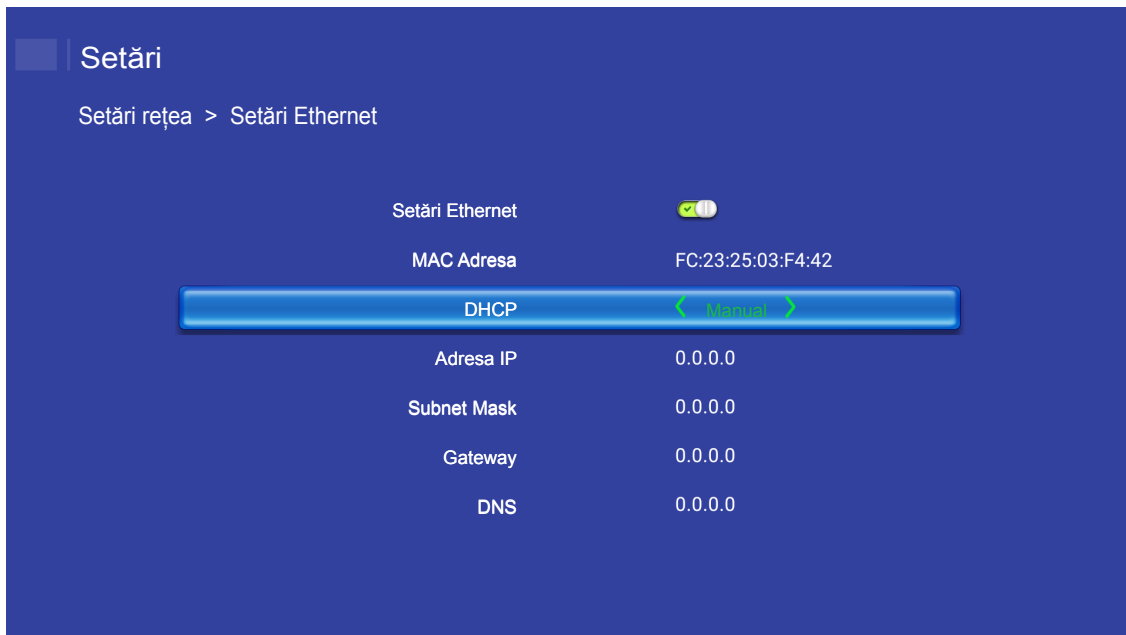 Setări
Setări rețea > Setări Ethernet
Setări Ethernet
MAC Adresa FC:23:25:03:F4:42
DHCP Manual
Adresa IP 0.0.0.0
Subnet Mask 0.0.0.0
Gateway 0.0.0.0
DNS 0.0.0.0